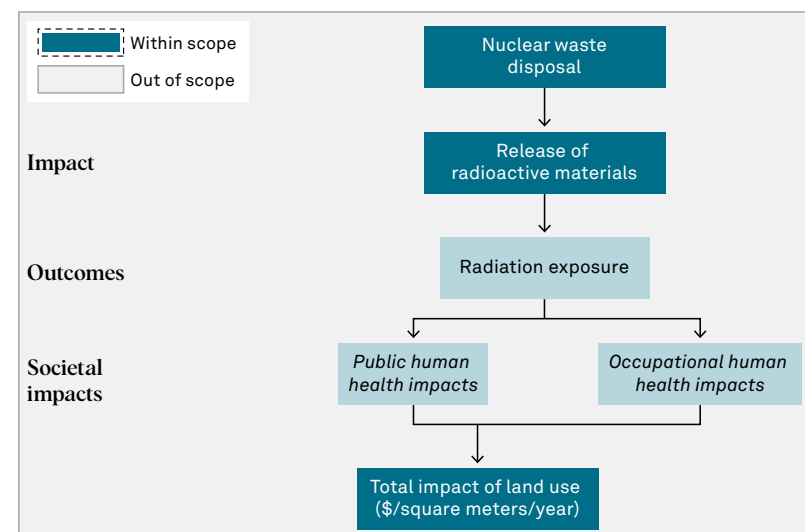 Within scope
Out of scope
Nuclear waste
disposal
Impact
Release of
radioactive materials
Outcomes
Radiation exposure
Societal
impacts
Public human
health impacts
Occupational human
health impacts
Total impact of land use
($/square meters/year)